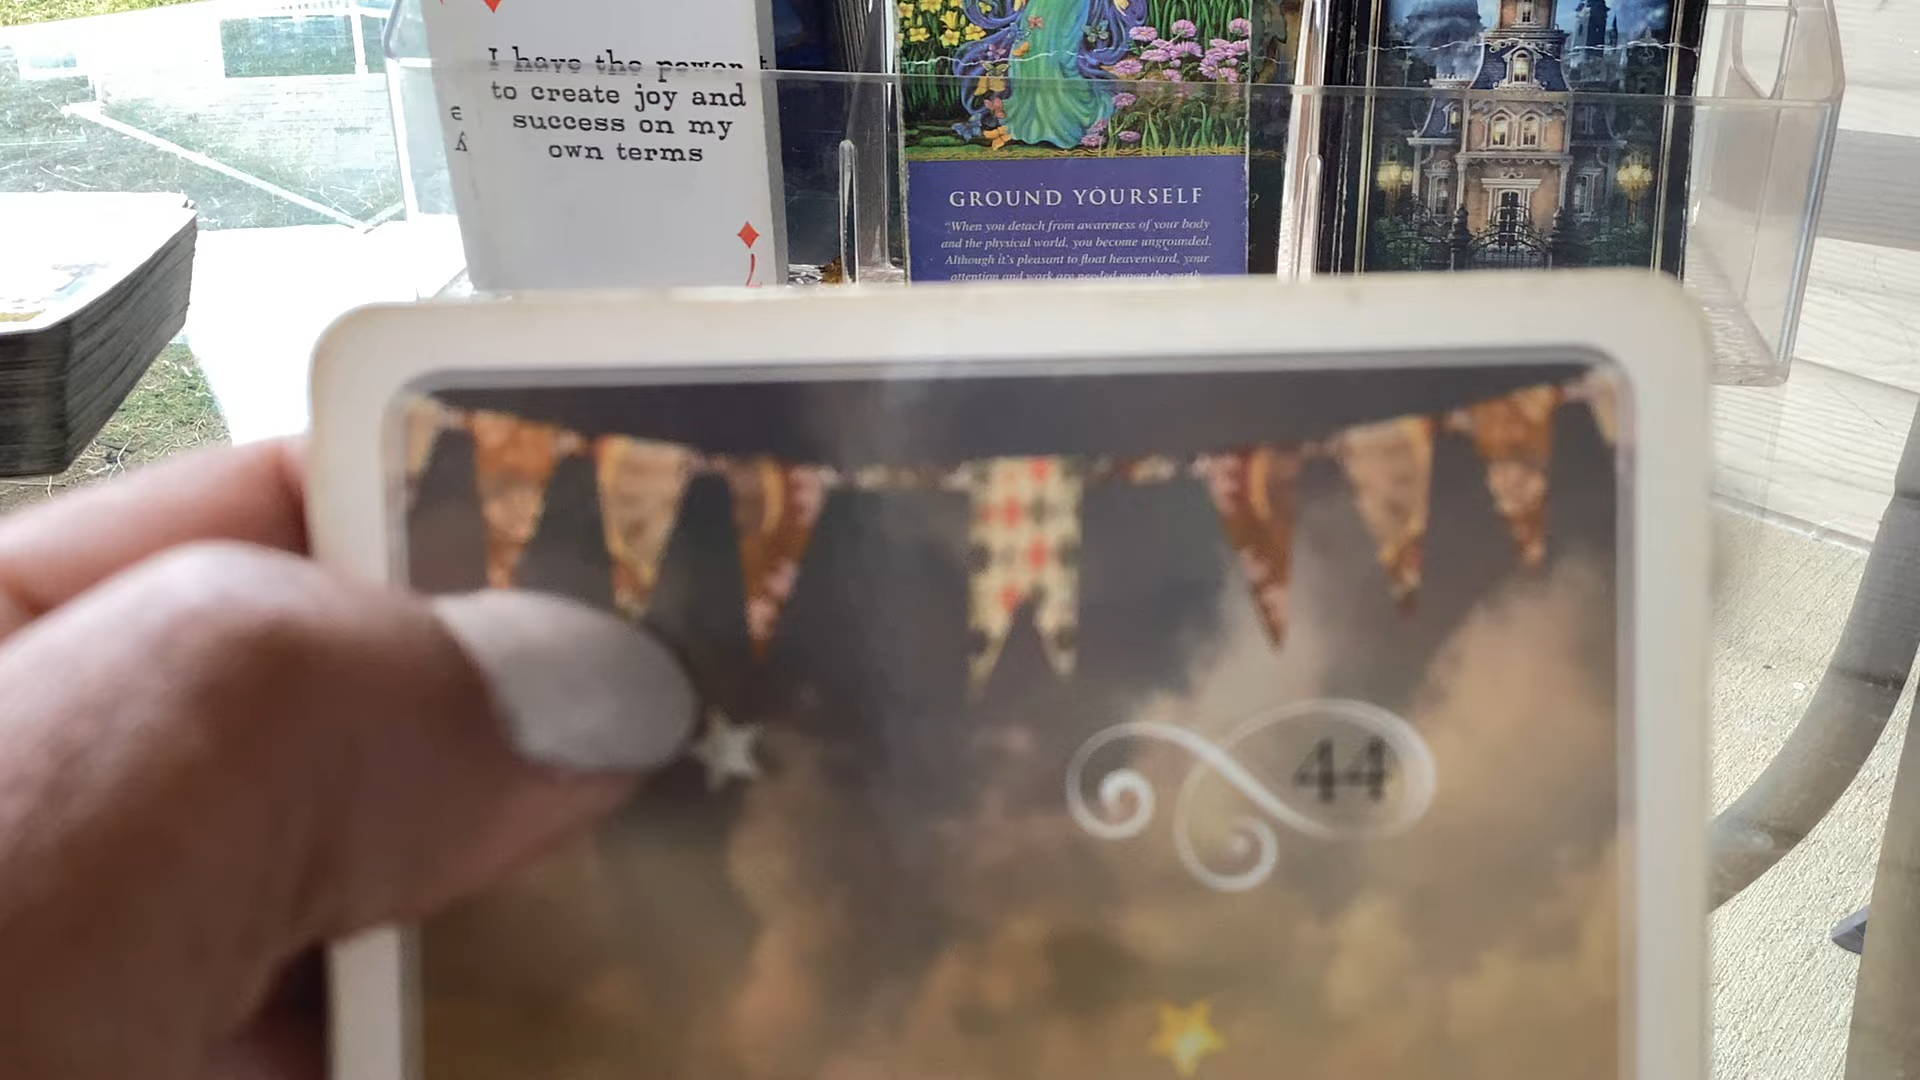 I have the power
to create joy and
success on my
own terms
7
GROUND YOURSELF
"When you detach from awareness of your body
and the physical world, you become ungrounded.
Although it's pleasant to float heavenward, your
attention and work are needed upon the earth
44